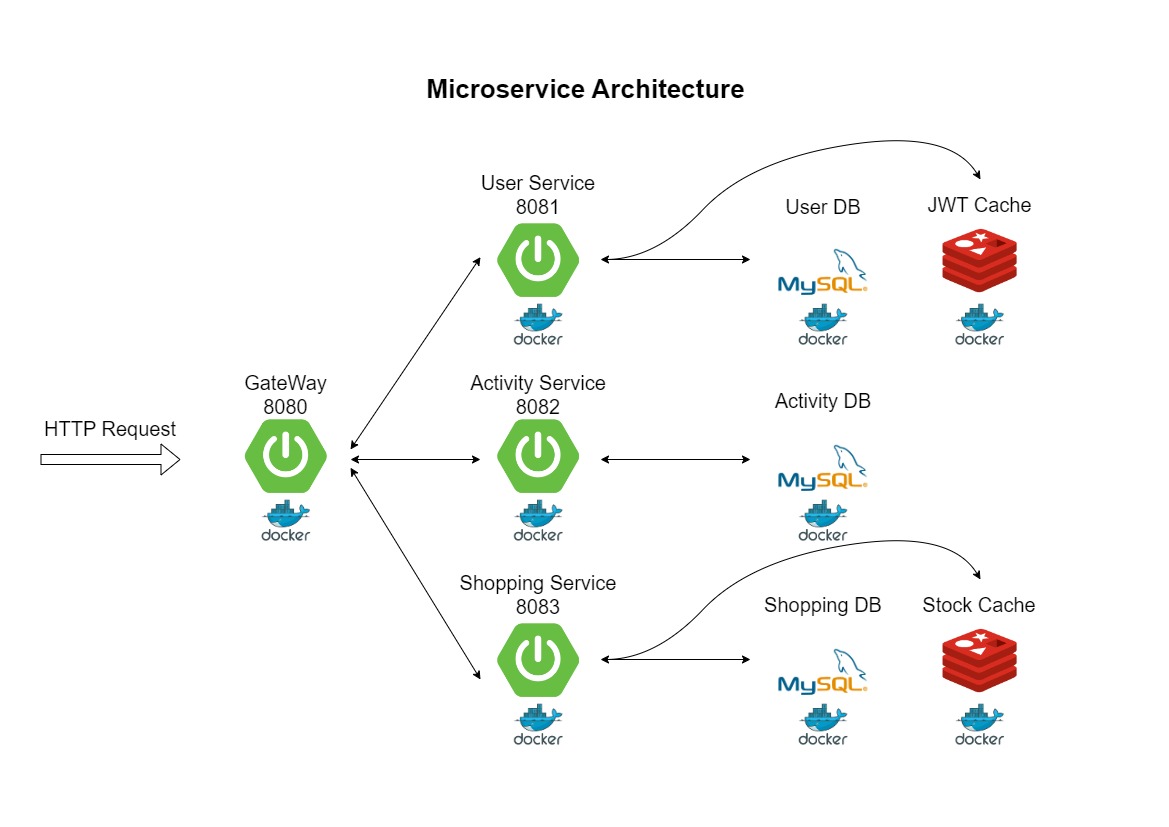 Microservice Architecture
User Service
8081
User DB
JWT Cache
MySQL®
docker
docker
docker
GateWay
8080
Activity Service
8082
Activity DB
HTTP Request
MySQL®
docker
docker
docker
Shopping Service
8083
Shopping DB
Stock Cache
MySQL®
docker
docker
docker